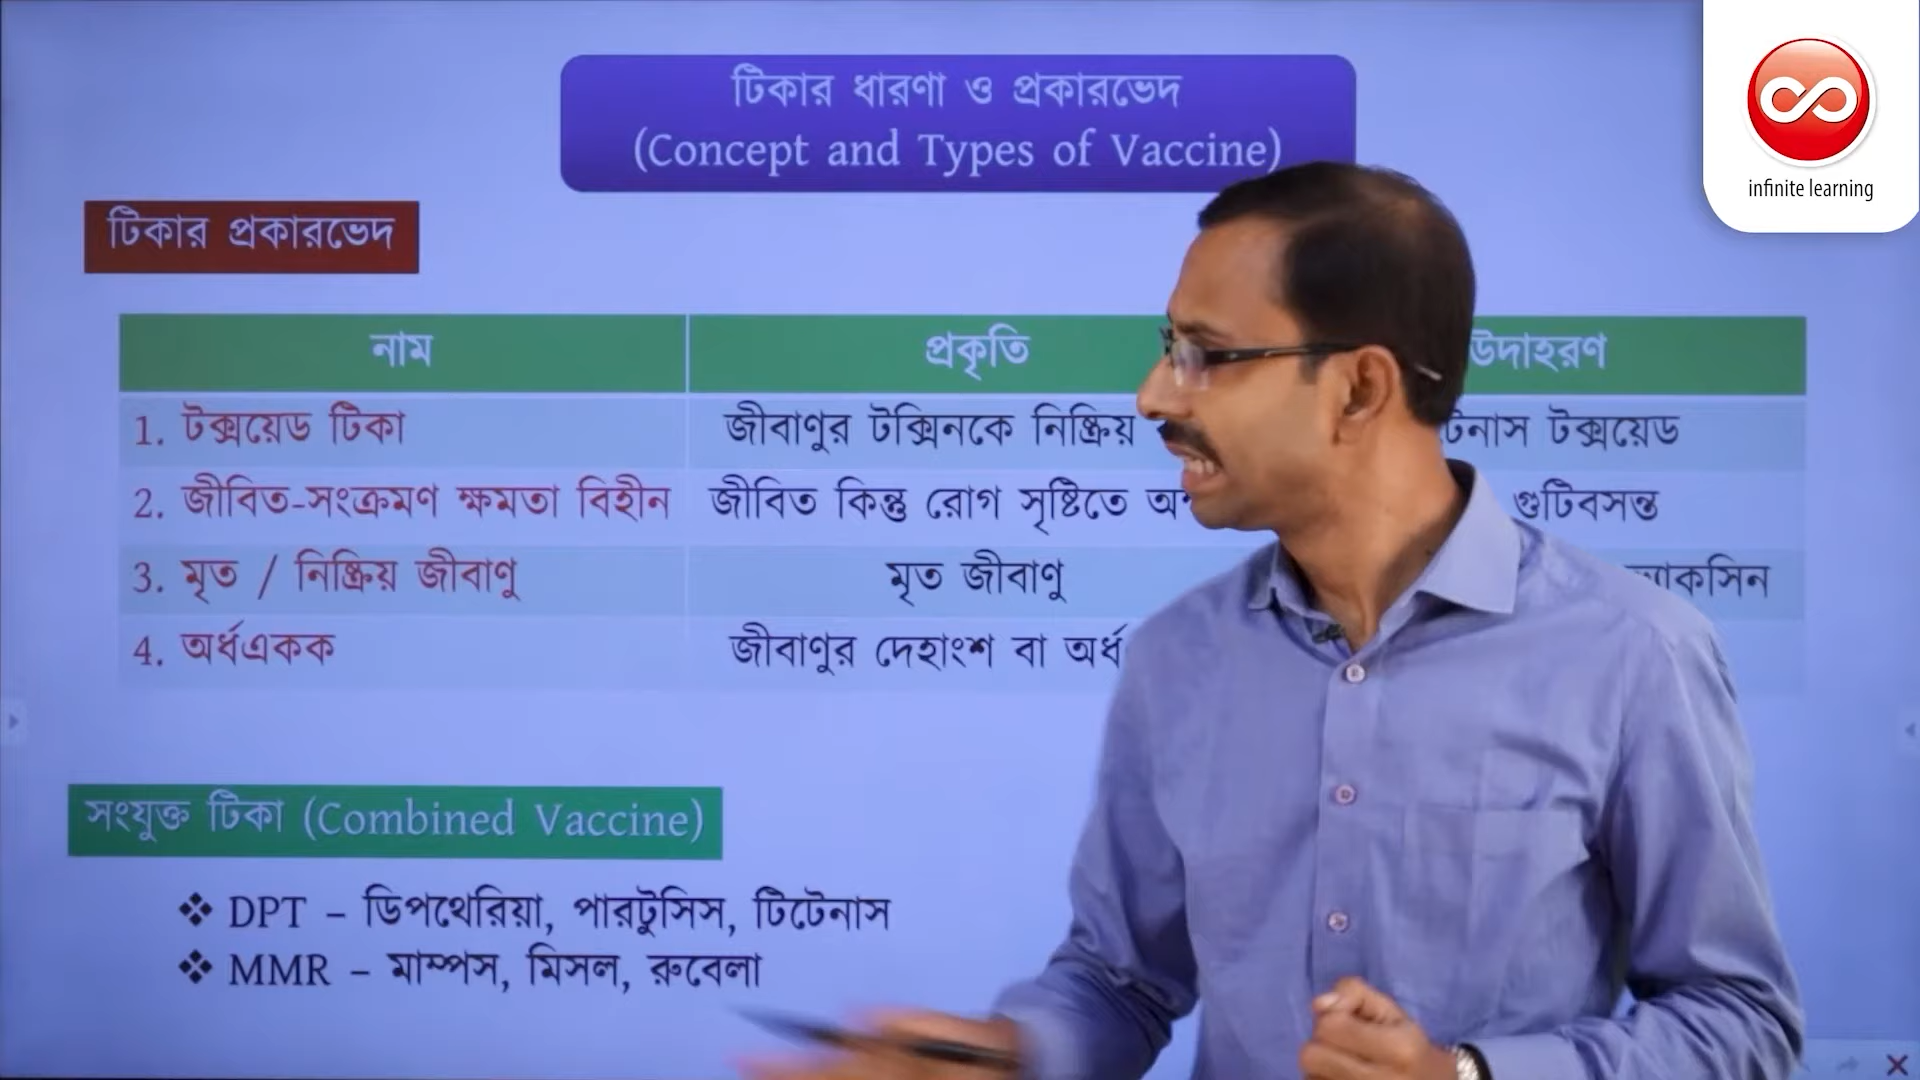 টিকার ধারণা ও প্রকারভেদ
(Concept and Types of Vaccine)
infinite learning
টিকার প্রকারভেদ
নাম প্রকৃতি উদাহরণ
1. টক্সয়েড টিকা জীবাণুর টক্সিনকে নিষ্ক্রিয় টক্সয়েড
2. জীবিত-সংক্রমণ ক্ষমতা বিহীন জীবিত কিন্তু রোগ সৃষ্টিতে গুটিবসন্ত
3. মৃত / নিষ্ক্রিয় জীবাণু মৃত জীবাণু
4. অর্ধএকক জীবাণুর দেহাংশ বা
সংযুক্ত টিকা (Combined Vaccine)
❖ DPT – ডিপথেরিয়া, পারটুসিস, টিটেনাস
❖ MMR – মাম্পস, মিসল, রুবেলা